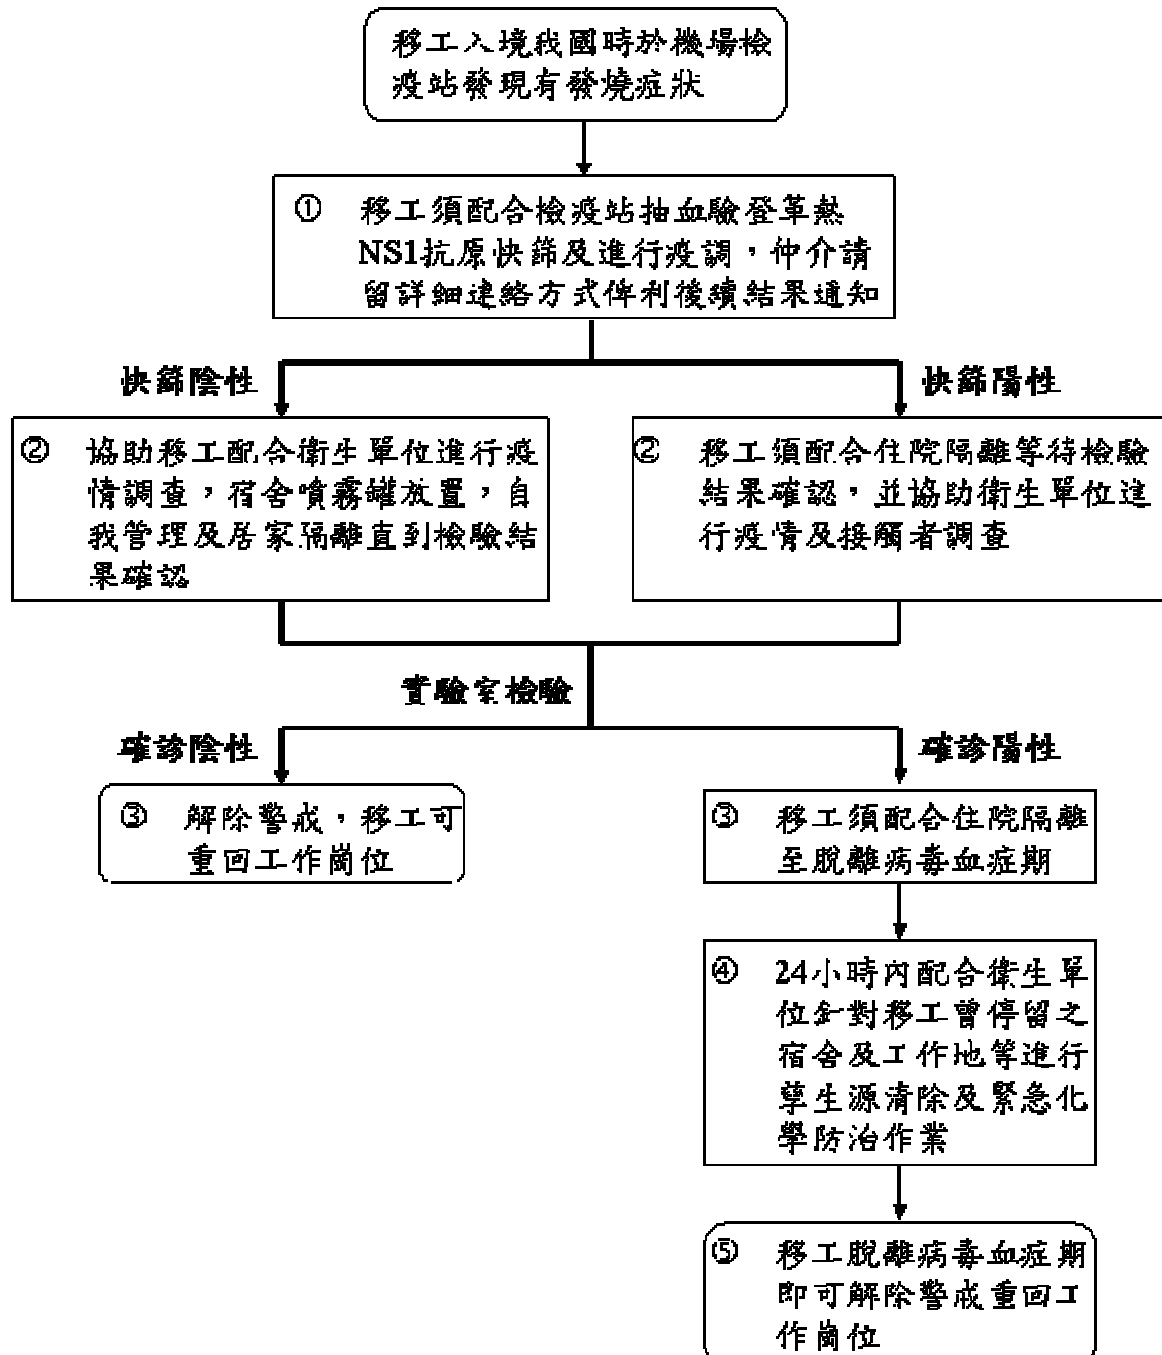 移工入境我國時於機場檢
疫站發現有發燒症狀
① 移工須配合檢疫站抽血驗登革熱
NS1抗原快篩及進行疫調，仲介請
留詳細連絡方式俾利後續結果通知
快篩陰性
快篩陽性
② 協助移工配合衛生單位進行疫
情調查，宿舍噴霧罐放置，自
我管理及居家隔離直到檢驗結
果確認
② 移工須配合住院隔離等待檢驗
結果確認，並協助衛生單位進
行疫情及接觸者調查
實驗室檢驗
確診陰性
確診陽性
③ 解除警戒，移工可
重回工作崗位
③ 移工須配合住院隔離
至脫離病毒血症期
④ 24小時內配合衛生單
位針對移工曾停留之
宿舍及工作地等進行
孳生源清除及緊急化
學防治作業
⑤ 移工脫離病毒血症期
即可解除警戒重回工
作崗位